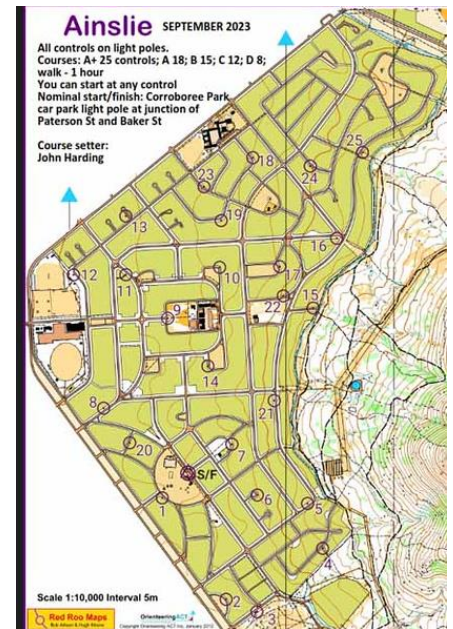 Ainslie SEPTEMBER 2023
All controls on light poles.
Courses: A+ 25 controls; A 18; B 15; C 12; D 8;
walk - 1 hour
You can start at any control
Nominal start/finish: Corroboree Park,
car park light pole at junction of
Paterson St and Baker St
Course setter:
John Harding
18
25
24
23
19
13
16
12
11
10
17
22
15
9
14
8
21
20
7
S/F
1
6
5
4
2
3
Scale 1:10,000 Interval 5m
Red Roo Maps
OrienteeringACT